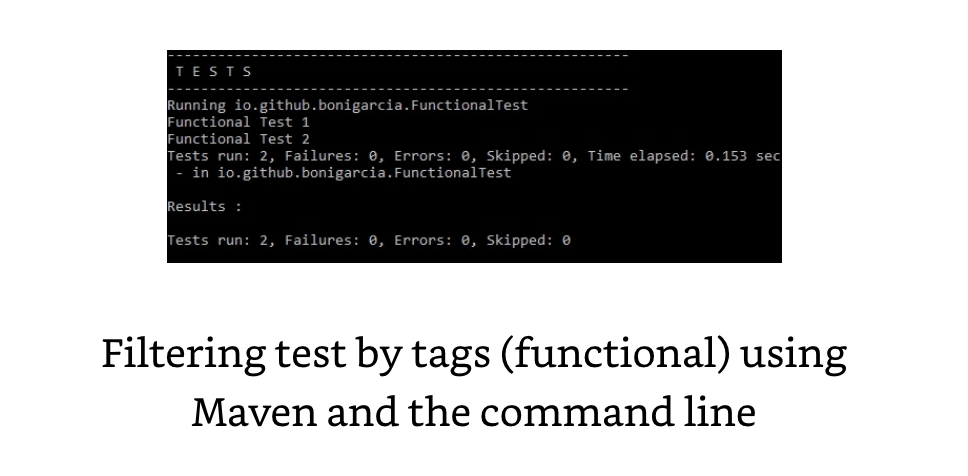 -------------------------------------------------------
T E S T S
-------------------------------------------------------
Running io.github.bonigarcia.FunctionalTest
Functional Test 1
Functional Test 2
Tests run: 2, Failures: 0, Errors: 0, Skipped: 0, Time elapsed: 0.153 sec
- in io.github.bonigarcia.FunctionalTest
Results :
Tests run: 2, Failures: 0, Errors: 0, Skipped: 0
Filtering test by tags (functional) using
Maven and the command line